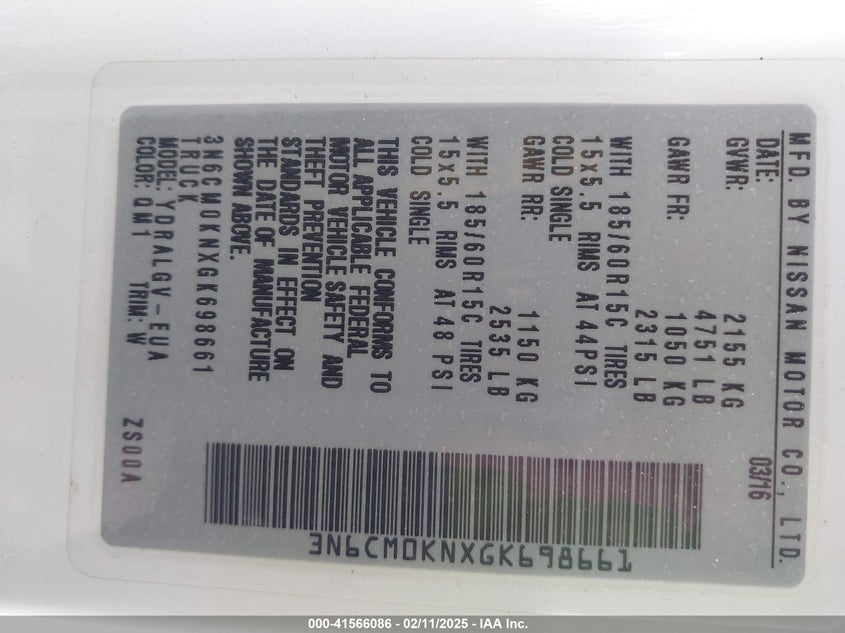 MFD. BY NISSAN MOTOR CO., LTD.
DATE: 03/16
GVWR: 2155 KG
4751 LB
GAWR FR: 1050 KG
2315 LB
WITH 185/60R15C TIRES
15x5.5 RIMS AT 44PSI
COLD SINGLE
GAWR RR: 1150 KG
2535 LB
WITH 185/60R15C TIRES
15x5.5 RIMS AT 48 PSI
COLD SINGLE
THIS VEHICLE CONFORMS TO
ALL APPLICABLE FEDERAL
MOTOR VEHICLE SAFETY AND
THEFT PREVENTION
STANDARDS IN EFFECT ON
THE DATE OF MANUFACTURE
SHOWN ABOVE.
3N6CM0KNXGK698661
TRUCK
MODEL: YDRALGV-EUA
COLOR: QM1 TRIM: W
ZS00A
3N6CM0KNXGK698661
000-41566086 - 02/11/2025 - IAA Inc.